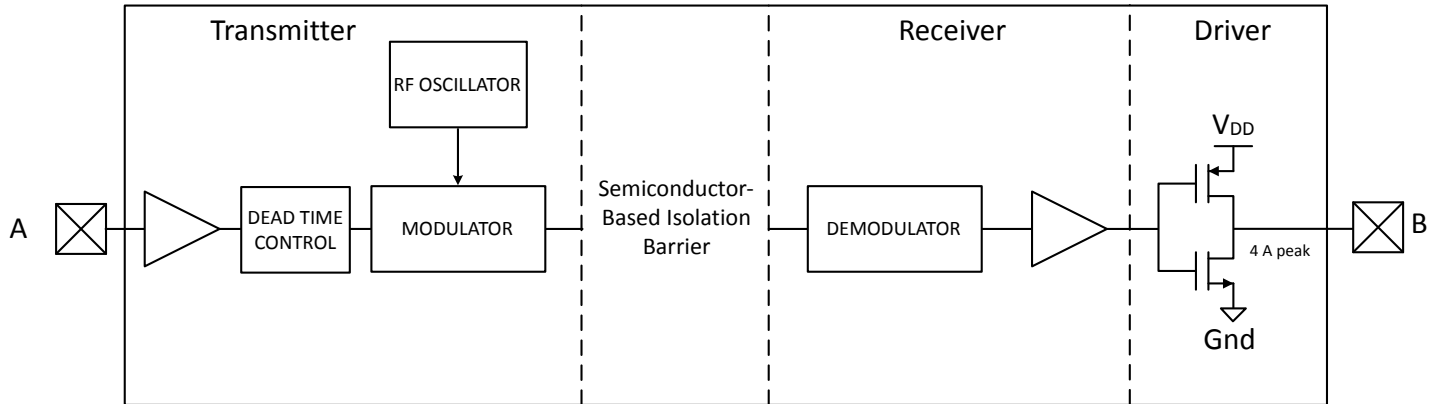 Transmitter
Receiver
Driver
RF OSCILLATOR
VDD
A
DEAD TIME
CONTROL
MODULATOR
Semiconductor-
Based Isolation
Barrier
DEMODULATOR
4 A peak
B
Gnd